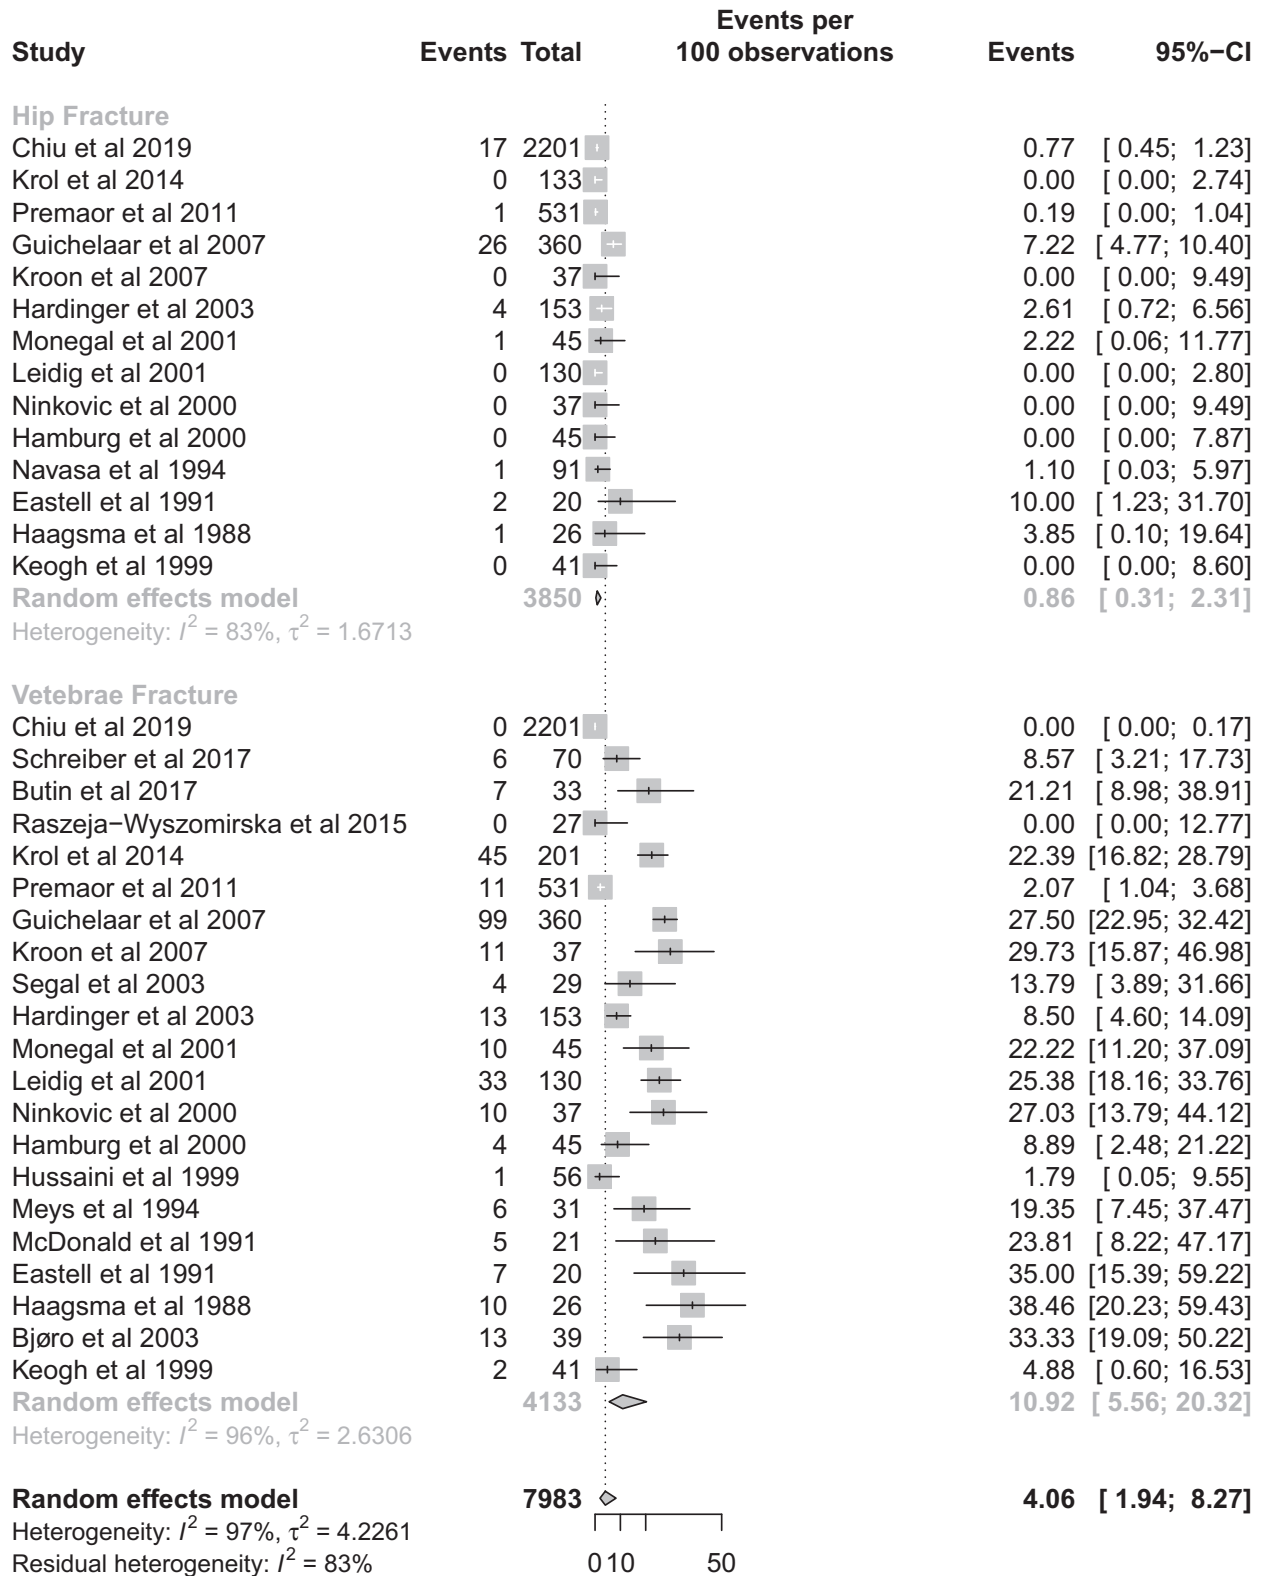 Events per
Study Events Total 100 observations Events 95%−CI
Hip Fracture
Chiu et al 2019 17 2201 0.77 [ 0.45; 1.23]
Krol et al 2014 0 133 0.00 [ 0.00; 2.74]
Premaor et al 2011 1 531 0.19 [ 0.00; 1.04]
Guichelaar et al 2007 26 360 7.22 [ 4.77; 10.40]
Kroon et al 2007 0 37 0.00 [ 0.00; 9.49]
Hardinger et al 2003 4 153 2.61 [ 0.72; 6.56]
Monegal et al 2001 1 45 2.22 [ 0.06; 11.77]
Leidig et al 2001 0 130 0.00 [ 0.00; 2.80]
Ninkovic et al 2000 0 37 0.00 [ 0.00; 9.49]
Hamburg et al 2000 0 45 0.00 [ 0.00; 7.87]
Navasa et al 1994 1 91 1.10 [ 0.03; 5.97]
Eastell et al 1991 2 20 10.00 [ 1.23; 31.70]
Haagsma et al 1988 1 26 3.85 [ 0.10; 19.64]
Keogh et al 1999 0 41 0.00 [ 0.00; 8.60]
Random effects model 3850 0.86 [ 0.31; 2.31]
Heterogeneity: I² = 83%, τ² = 1.6713
Vetebrae Fracture
Chiu et al 2019 0 2201 0.00 [ 0.00; 0.17]
Schreiber et al 2017 6 70 8.57 [ 3.21; 17.73]
Butin et al 2017 7 33 21.21 [ 8.98; 38.91]
Raszeja−Wyszomirska et al 2015 0 27 0.00 [ 0.00; 12.77]
Krol et al 2014 45 201 22.39 [16.82; 28.79]
Premaor et al 2011 11 531 2.07 [ 1.04; 3.68]
Guichelaar et al 2007 99 360 27.50 [22.95; 32.42]
Kroon et al 2007 11 37 29.73 [15.87; 46.98]
Segal et al 2003 4 29 13.79 [ 3.89; 31.66]
Hardinger et al 2003 13 153 8.50 [ 4.60; 14.09]
Monegal et al 2001 10 45 22.22 [11.20; 37.09]
Leidig et al 2001 33 130 25.38 [18.16; 33.76]
Ninkovic et al 2000 10 37 27.03 [13.79; 44.12]
Hamburg et al 2000 4 45 8.89 [ 2.48; 21.22]
Hussaini et al 1999 1 56 1.79 [ 0.05; 9.55]
Meys et al 1994 6 31 19.35 [ 7.45; 37.47]
McDonald et al 1991 5 21 23.81 [ 8.22; 47.17]
Eastell et al 1991 7 20 35.00 [15.39; 59.22]
Haagsma et al 1988 10 26 38.46 [20.23; 59.43]
Bjøro et al 2003 13 39 33.33 [19.09; 50.22]
Keogh et al 1999 2 41 4.88 [ 0.60; 16.53]
Random effects model 4133 10.92 [ 5.56; 20.32]
Heterogeneity: I² = 96%, τ² = 2.6306
Random effects model 7983 4.06 [ 1.94; 8.27]
Heterogeneity: I² = 97%, τ² = 4.2261
Residual heterogeneity: I² = 83% 0 10 50